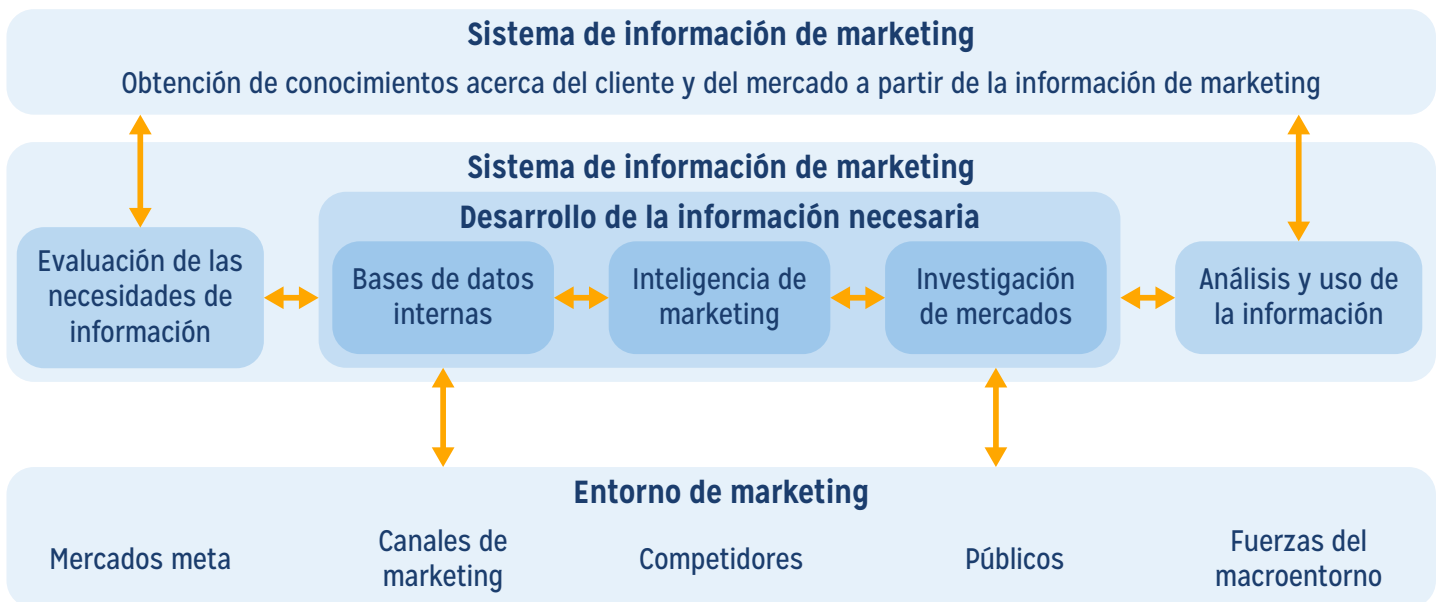 Sistema de información de marketing
Obtención de conocimientos acerca del cliente y del mercado a partir de la información de marketing
Sistema de información de marketing
Desarrollo de la información necesaria
Evaluación de las
necesidades de
información
Bases de datos
internas
Inteligencia de
marketing
Investigación
de mercados
Análisis y uso de
la información
Entorno de marketing
Mercados meta
Canales de
marketing
Competidores
Públicos
Fuerzas del
macroentorno